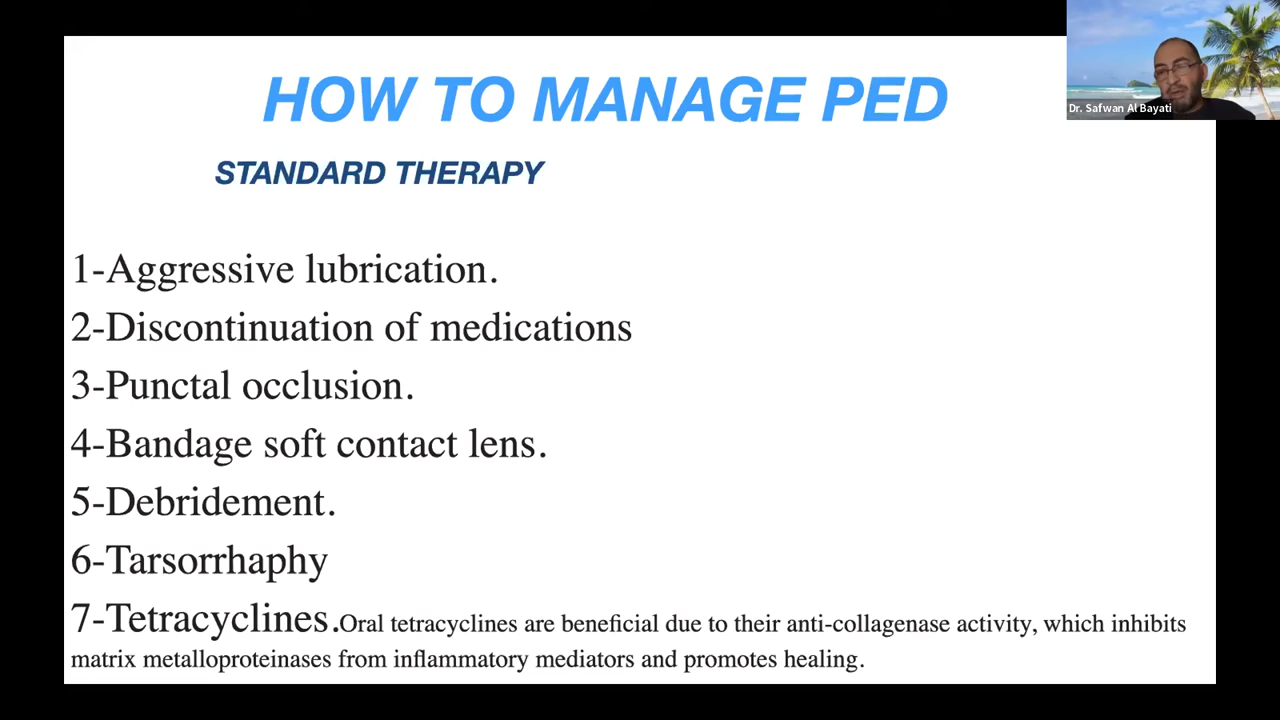 HOW TO MANAGE PED
Dr. Safwan Al Bayati
STANDARD THERAPY
1-Aggressive lubrication.
2-Discontinuation of medications
3-Punctal occlusion.
4-Bandage soft contact lens.
5-Debridement.
6-Tarsorrhaphy
7-Tetracyclines.Oral tetracyclines are beneficial due to their anti-collagenase activity, which inhibits
matrix metalloproteinases from inflammatory mediators and promotes healing.